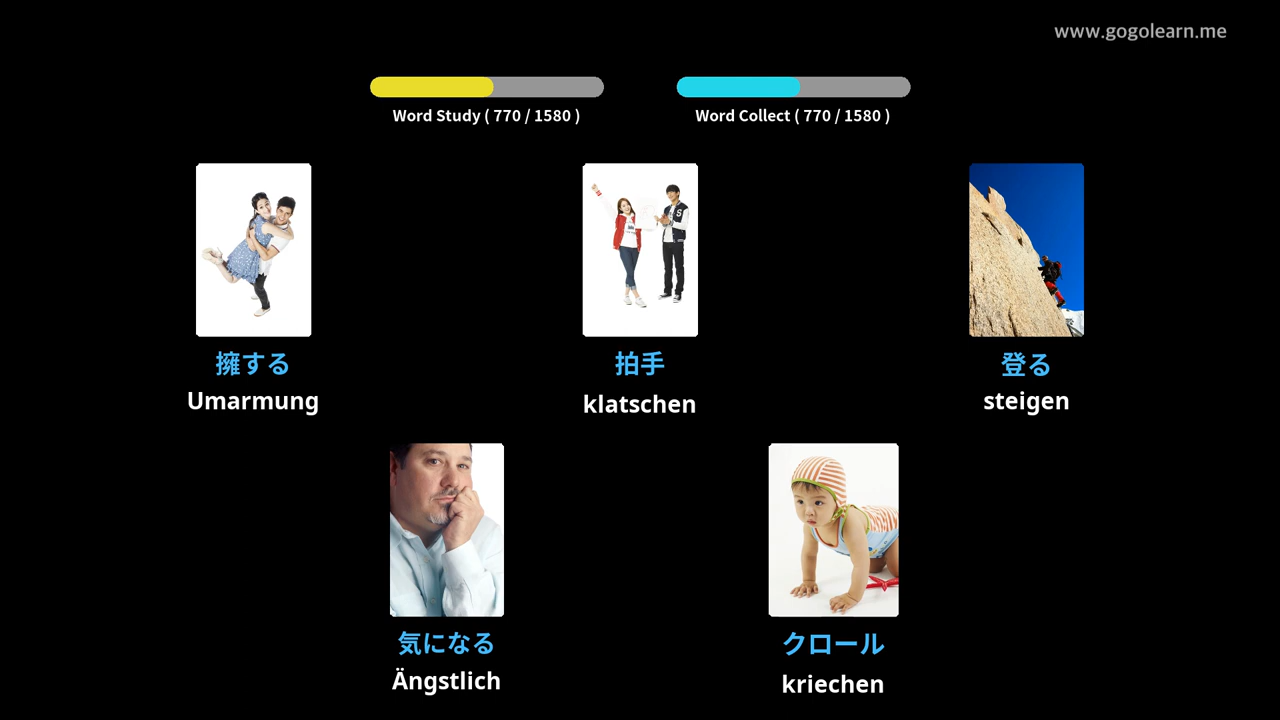 www.gogolearn.me
Word Study ( 770 / 1580 )
Word Collect ( 770 / 1580 )
擁する
Umarmung
拍手
klatschen
登る
steigen
気になる
Ängstlich
クロール
kriechen